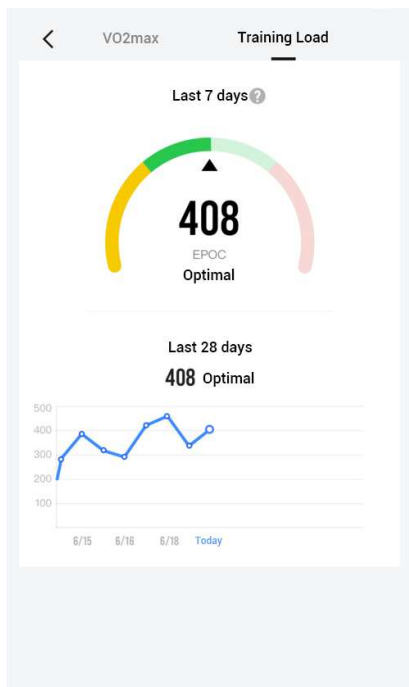 VO2max Training Load
Last 7 days ?
408
EPOC
Optimal
Last 28 days
408 Optimal
500
400
300
200
100
6/15 6/16 6/18 Today